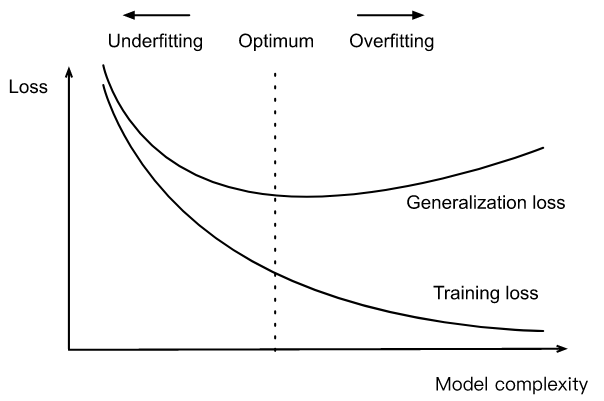 Underfitting
Optimum
Overfitting
Loss
Generalization loss
Training loss
Model complexity